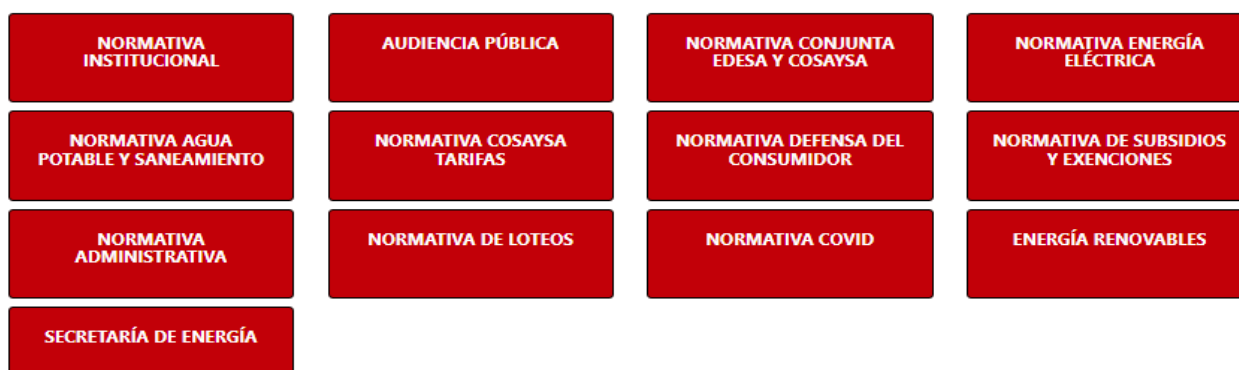 NORMATIVA
INSTITUCIONAL
AUDIENCIA PÚBLICA
NORMATIVA CONJUNTA
EDESA Y COSAYSA
NORMATIVA ENERGÍA
ELÉCTRICA
NORMATIVA AGUA
POTABLE Y SANEAMIENTO
NORMATIVA COSAYSA
TARIFAS
NORMATIVA DEFENSA DEL
CONSUMIDOR
NORMATIVA DE SUBSIDIOS
Y EXENCIONES
NORMATIVA
ADMINISTRATIVA
NORMATIVA DE LOTEOS
NORMATIVA COVID
ENERGÍA RENOVABLES
SECRETARÍA DE ENERGÍA